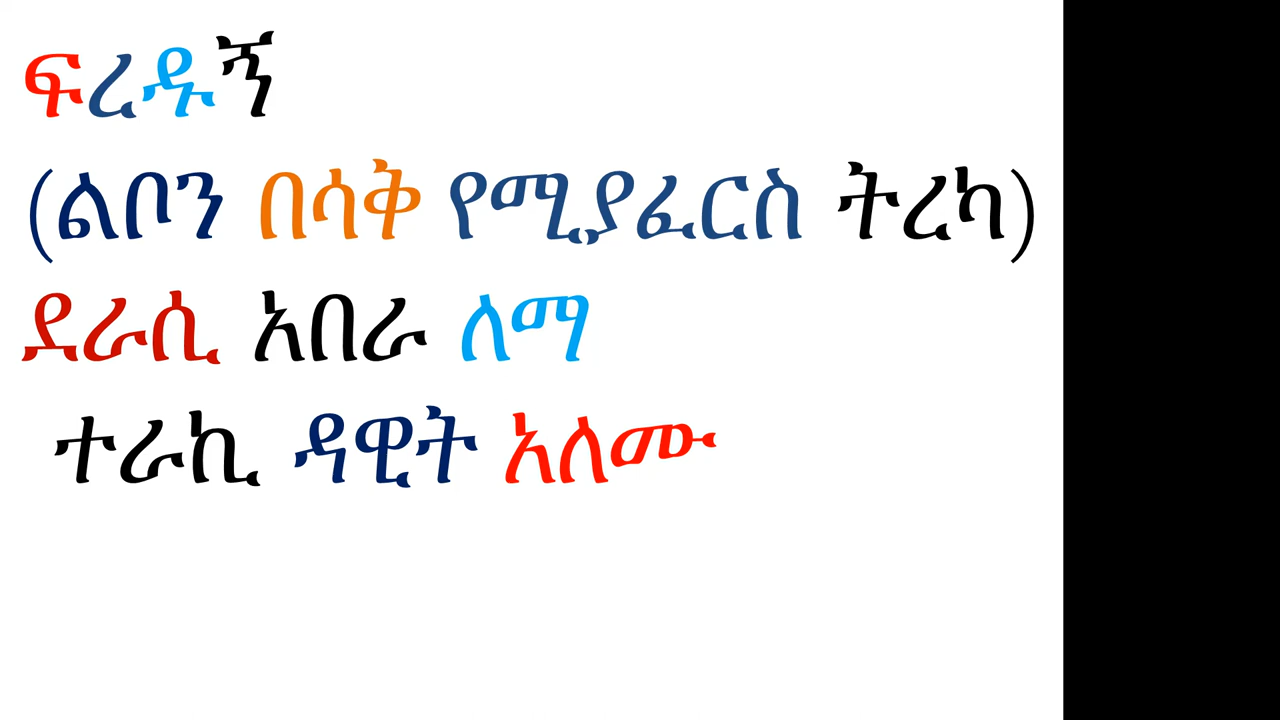 ፍረዱኝ
(ልቦን በሳቅ የሚያፈርስ ትረካ)
ደራሲ አበራ ለማ
ተራኪ ዳዊት አለሙ